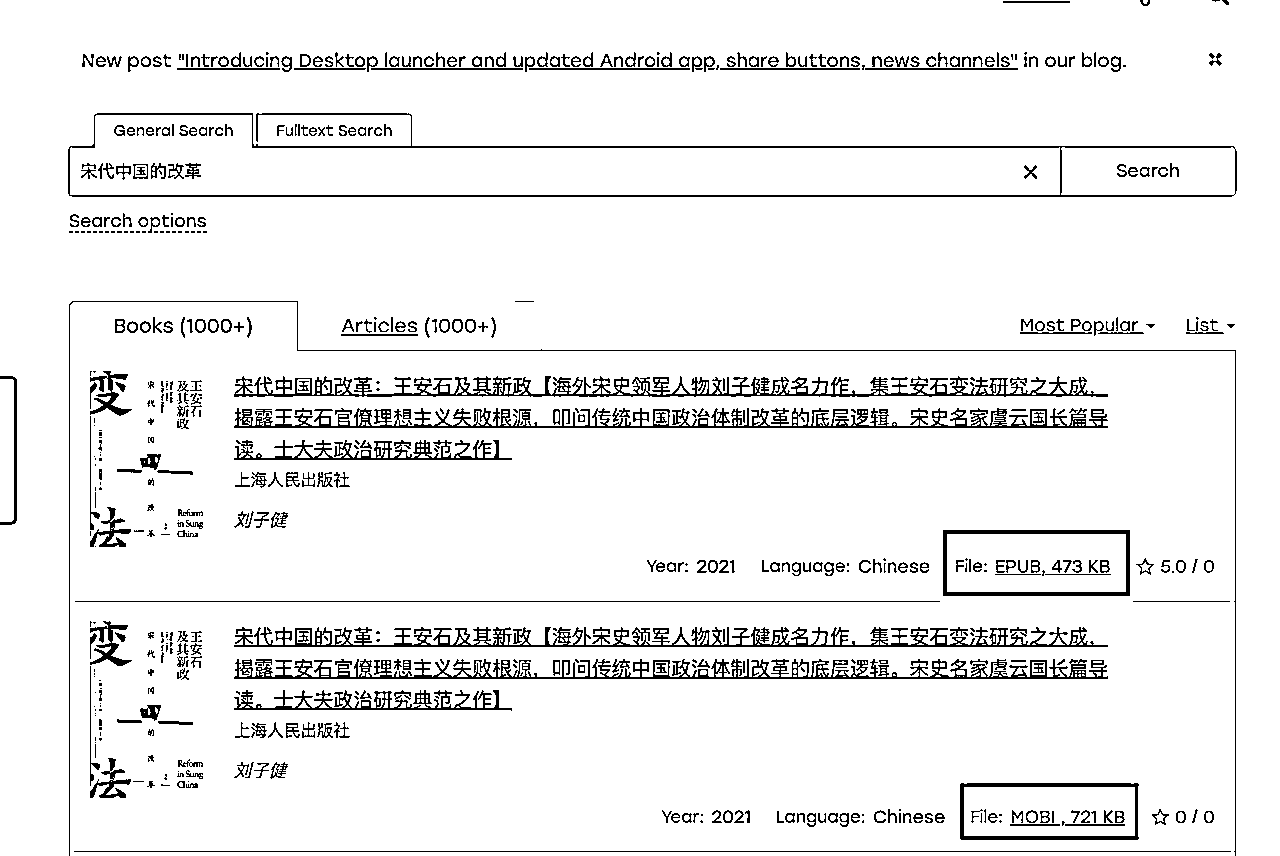 New post "Introducing Desktop launcher and updated Android app, share buttons, news channels" in our blog.
General Search
Fulltext Search
宋代中国的改革
Search
Search options
Books (1000+)
Articles (1000+)
Most Popular
List
变法
王安石
及其新政
宋代中国的改革
Reform
in Sung
China
宋代中国的改革：王安石及其新政【海外宋史领军人物刘子健成名力作，集王安石变法研究之大成，
揭露王安石官僚理想主义失败根源，叩问传统中国政治体制改革的底层逻辑。宋史名家虞云国长篇导
读。士大夫政治研究典范之作】
上海人民出版社
刘子健
Year: 2021 Language: Chinese File: EPUB, 473 KB 5.0 / 0
变法
王安石
及其新政
宋代中国的改革
Reform
in Sung
China
宋代中国的改革：王安石及其新政【海外宋史领军人物刘子健成名力作，集王安石变法研究之大成，
揭露王安石官僚理想主义失败根源，叩问传统中国政治体制改革的底层逻辑。宋史名家虞云国长篇导
读。士大夫政治研究典范之作】
上海人民出版社
刘子健
Year: 2021 Language: Chinese File: MOBI , 721 KB 0 / 0